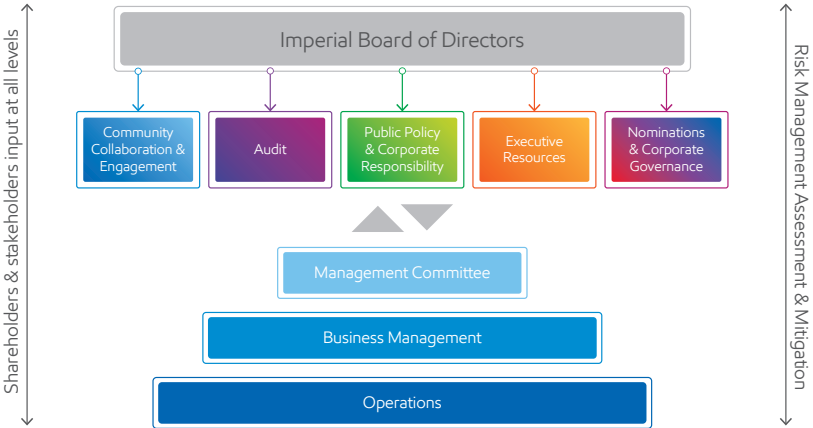 Shareholders & stakeholders input at all levels
Imperial Board of Directors
Risk Management Assessment & Mitigation
Community
Collaboration &
Engagement
Audit
Public Policy
& Corporate
Responsibility
Executive
Resources
Nominations
& Corporate
Governance
Management Committee
Business Management
Operations